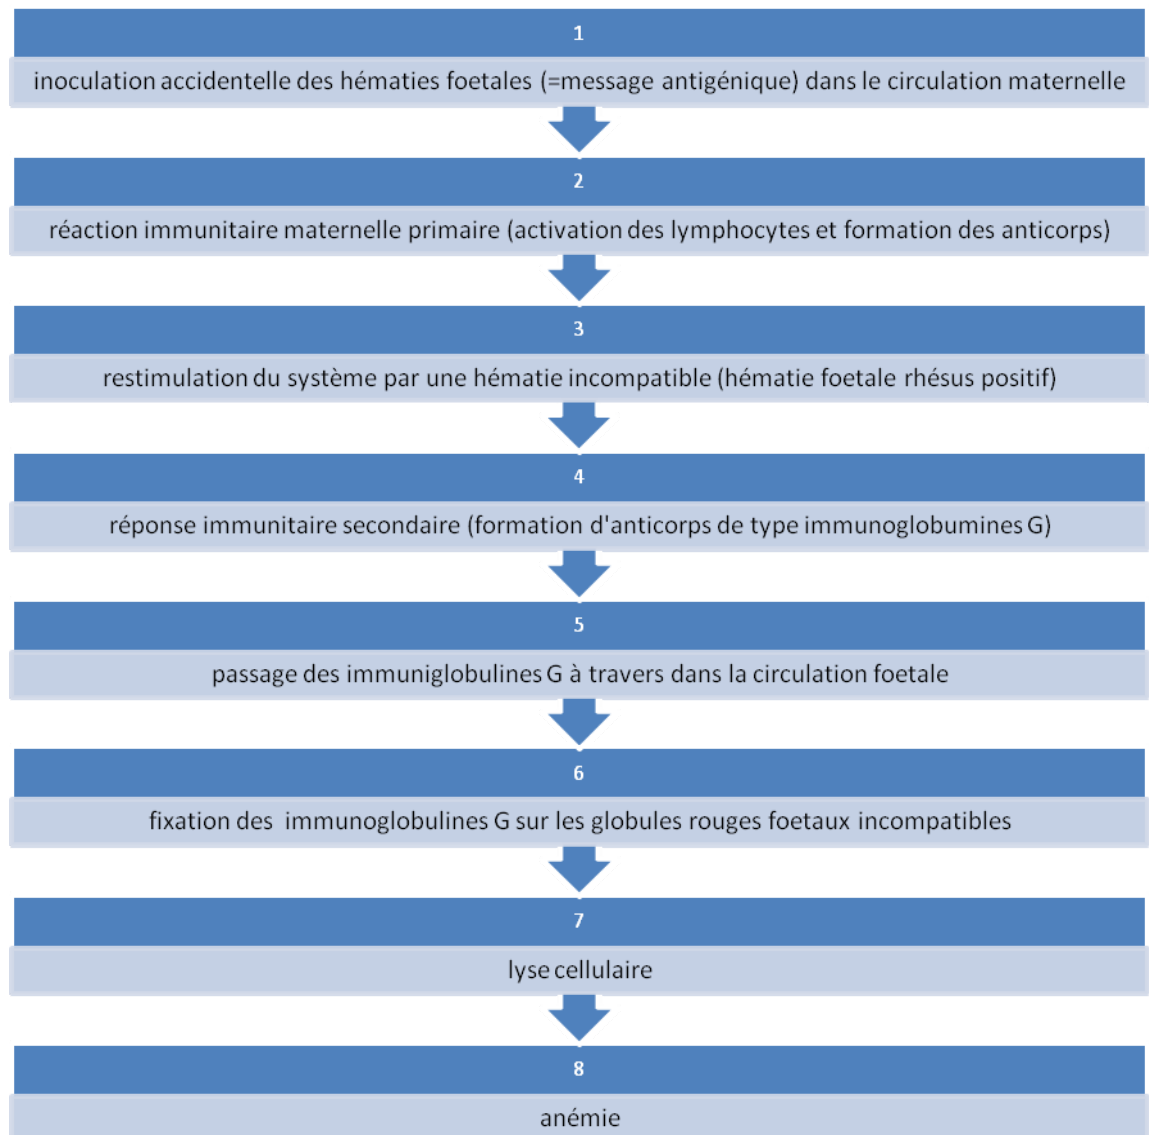 1
inoculation accidentelle des hématies foetales (=message antigénique) dans le circulation maternelle
2
réaction immunitaire maternelle primaire (activation des lymphocytes et formation des anticorps)
3
restimulation du système par une hématie incompatible (hématie foetale rhésus positif)
4
réponse immunitaire secondaire (formation d'anticorps de type immunoglobumines G)
5
passage des immuniglobulines G à travers dans la circulation foetale
6
fixation des immunoglobulines G sur les globules rouges foetaux incompatibles
7
lyse cellulaire
8
anémie